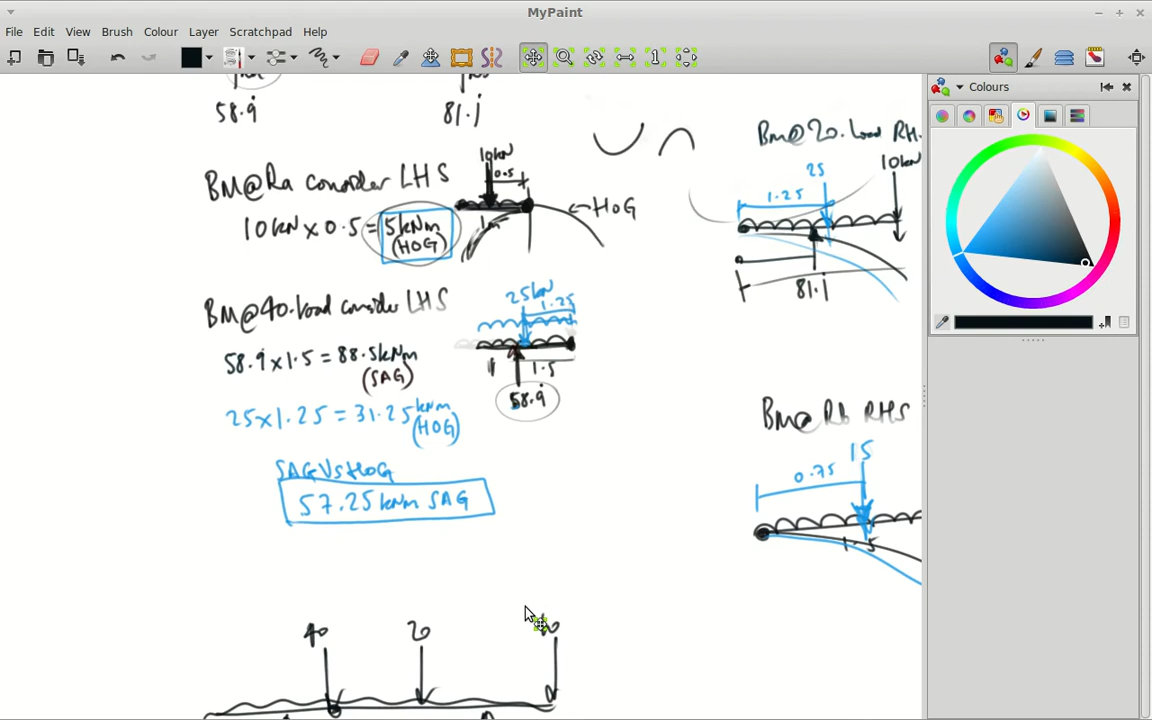 MyPaint
File Edit View Brush Colour Layer Scratchpad Help
Colours
58.9
81.1
BM@Ra consider LHS
10kN
0.5
10kN x 0.5 = 5kNm
(HOG)
←HOG
BM@40.load consider LHS
25kN
1.25
58.9 x 1.5 = 88.5kNm
(SAG)
1 1.5
58.9
25 x 1.25 = 31.25kNm
(HOG)
SAG Vs HOG
57.25kNm SAG
40 20
BM@20.load RH
25 10kN
1.25
81.1
BM@Rb RHS
15
0.75
1.5